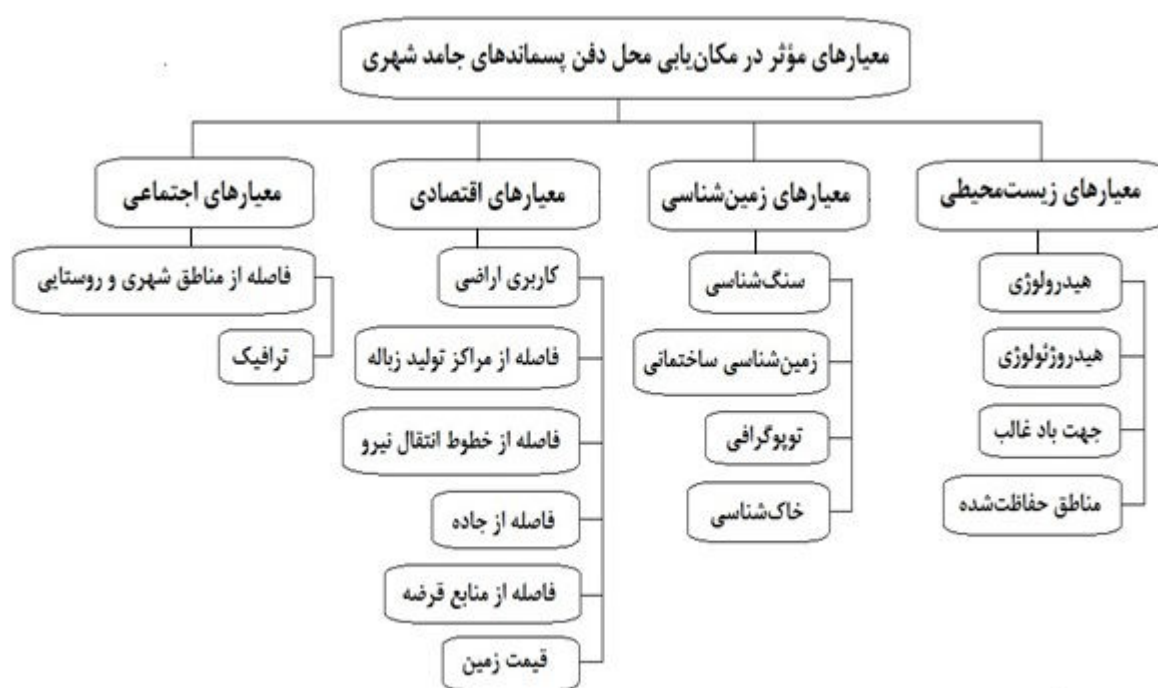 معیارهای مؤثر در مکان‌یابی محل دفن پسماندهای جامد شهری
معیارهای زیست‌محیطی
هیدرولوژی
هیدروژئولوژی
جهت باد غالب
مناطق حفاظت‌شده
معیارهای زمین‌شناسی
سنگ‌شناسی
زمین‌شناسی ساختمانی
توپوگرافی
خاک‌شناسی
معیارهای اقتصادی
کاربری اراضی
فاصله از مراکز تولید زباله
فاصله از خطوط انتقال نیرو
فاصله از جاده
فاصله از منابع قرضه
قیمت زمین
معیارهای اجتماعی
فاصله از مناطق شهری و روستایی
ترافیک